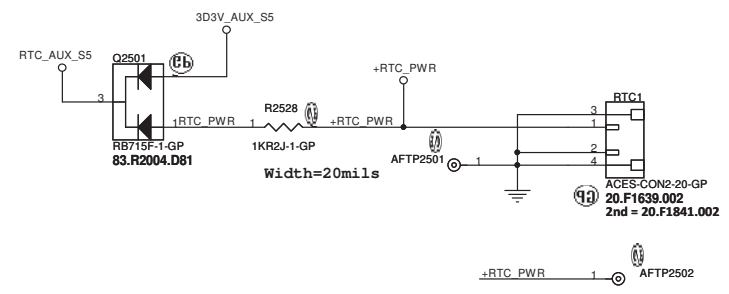 3D3V_AUX_S5
RTC_AUX_S5
Q2501
+RTC_PWR
3
R2528
RTC1
3
1RTC_PWR
1
+RTC_PWR
1
RB715F-1-GP
83.R2004.D81
1KR2J-1-GP
AFTP2501
1
2
4
Width=20mils
ACES-CON2-20-GP
20.F1639.002
2nd = 20.F1841.002
+RTC_PWR
1
AFTP2502